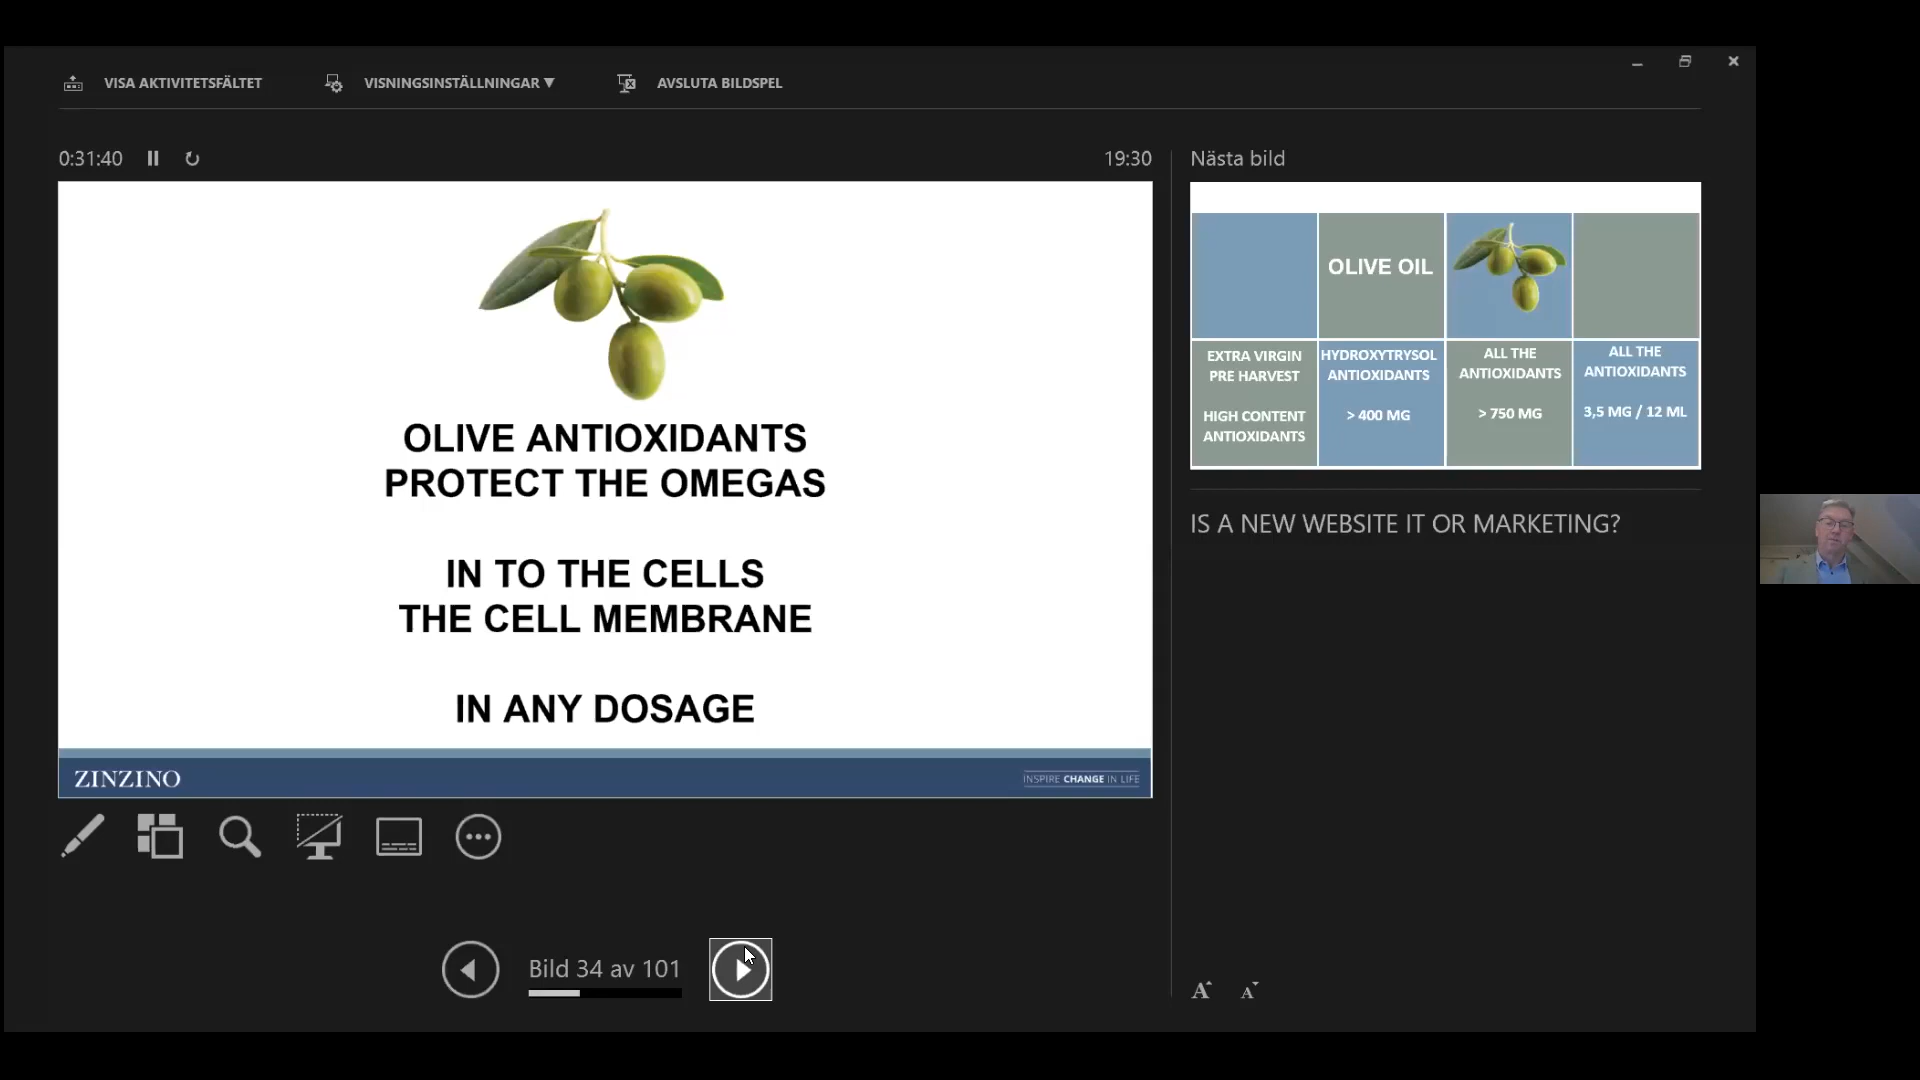 VISA AKTIVITETSFÄLTET
VISNINGSINSTÄLLNINGAR ▼
AVSLUTA BILDSPEL
0:31:40
19:30
OLIVE ANTIOXIDANTS
PROTECT THE OMEGAS
IN TO THE CELLS
THE CELL MEMBRANE
IN ANY DOSAGE
ZINZINO
INSPIRE CHANGE IN LIFE
Bild 34 av 101
Nästa bild
OLIVE OIL
EXTRA VIRGIN
PRE HARVEST
HIGH CONTENT
ANTIOXIDANTS
HYDROXYTRYSOL
ANTIOXIDANTS
> 400 MG
ALL THE
ANTIOXIDANTS
> 750 MG
ALL THE
ANTIOXIDANTS
3,5 MG / 12 ML
IS A NEW WEBSITE IT OR MARKETING?
A A